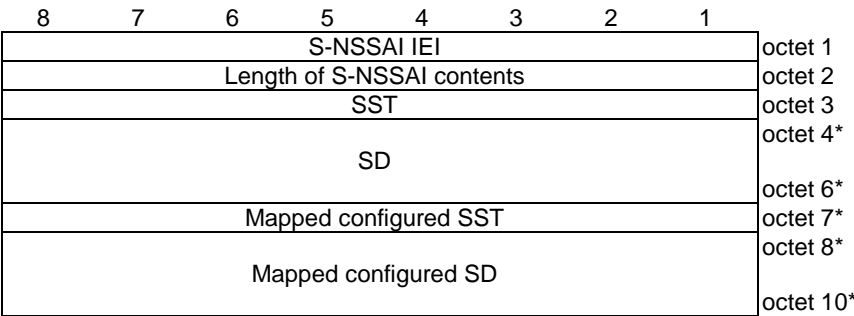 8 7 6 5 4 3 2 1
S-NSSAI IEI octet 1
Length of S-NSSAI contents octet 2
SST octet 3
octet 4*
SD
octet 6*
Mapped configured SST octet 7*
octet 8*
Mapped configured SD
octet 10*